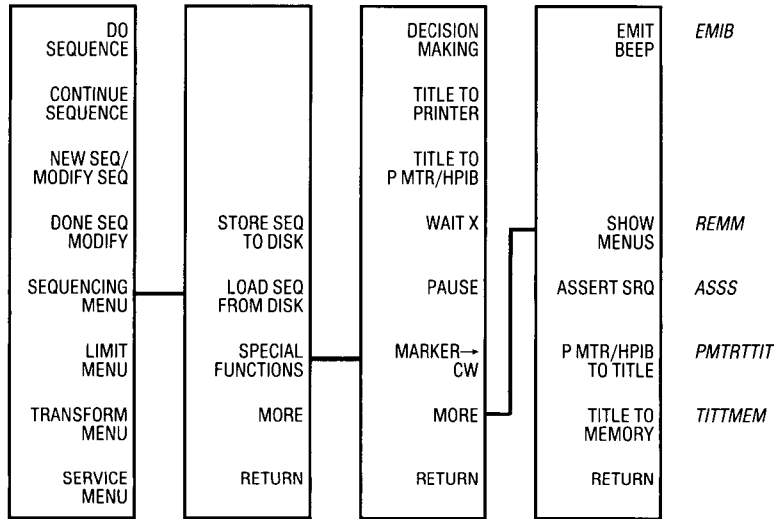 DO
SEQUENCE
CONTINUE
SEQUENCE
NEW SEQ/
MODIFY SEQ
DONE SEQ
MODIFY
SEQUENCING
MENU
LIMIT
MENU
TRANSFORM
MENU
SERVICE
MENU
STORE SEQ
TO DISK
LOAD SEQ
FROM DISK
SPECIAL
FUNCTIONS
MORE
RETURN
DECISION
MAKING
TITLE TO
PRINTER
TITLE TO
P MTR/HPIB
WAIT X
PAUSE
MARKER→
CW
MORE
RETURN
EMIT
BEEP
SHOW
MENUS
ASSERT SRQ
P MTR/HPIB
TO TITLE
TITLE TO
MEMORY
RETURN
EMIB
REMM
ASSS
PMTRTTIT
TITTMEM